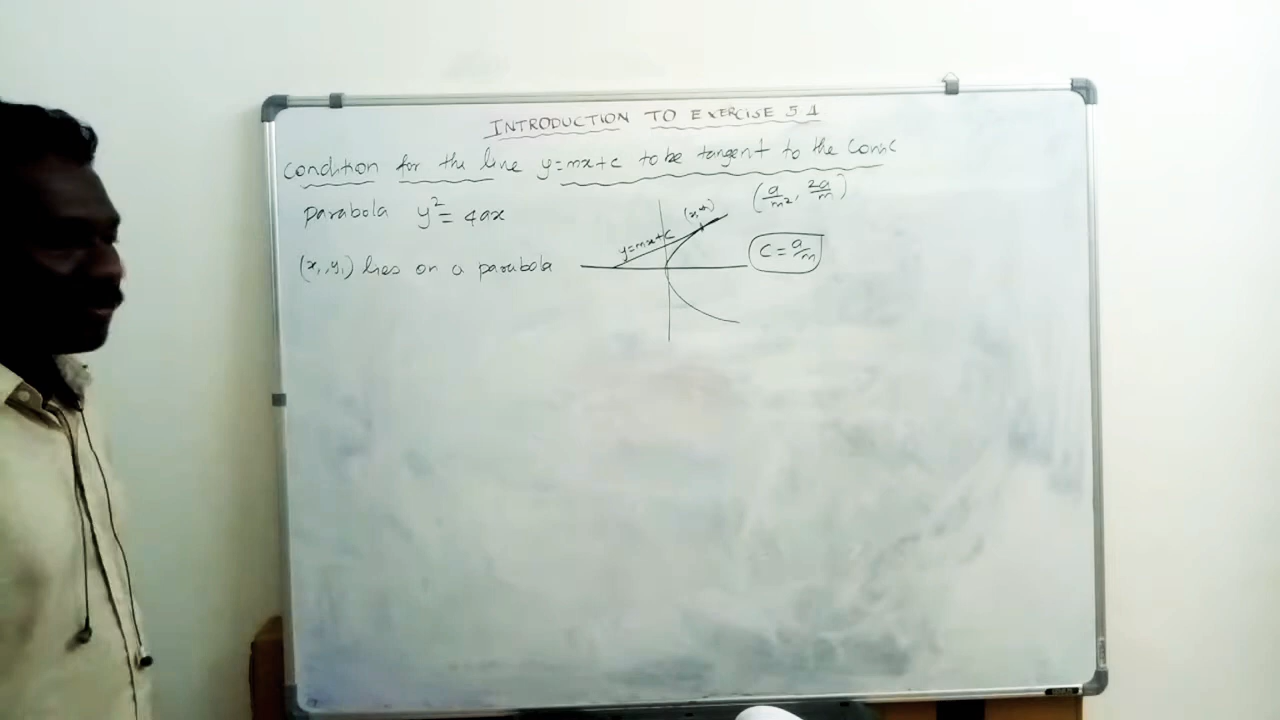 INTRODUCTION TO EXERCISE 5.4
Condition for the line y=mx+c to be tangent to the Conic
parabola y² = 4ax
(a/m², 2a/m)
(x₁, y₁)
y=mx+c
C = a/m
(x₁, y₁) lies on a parabola